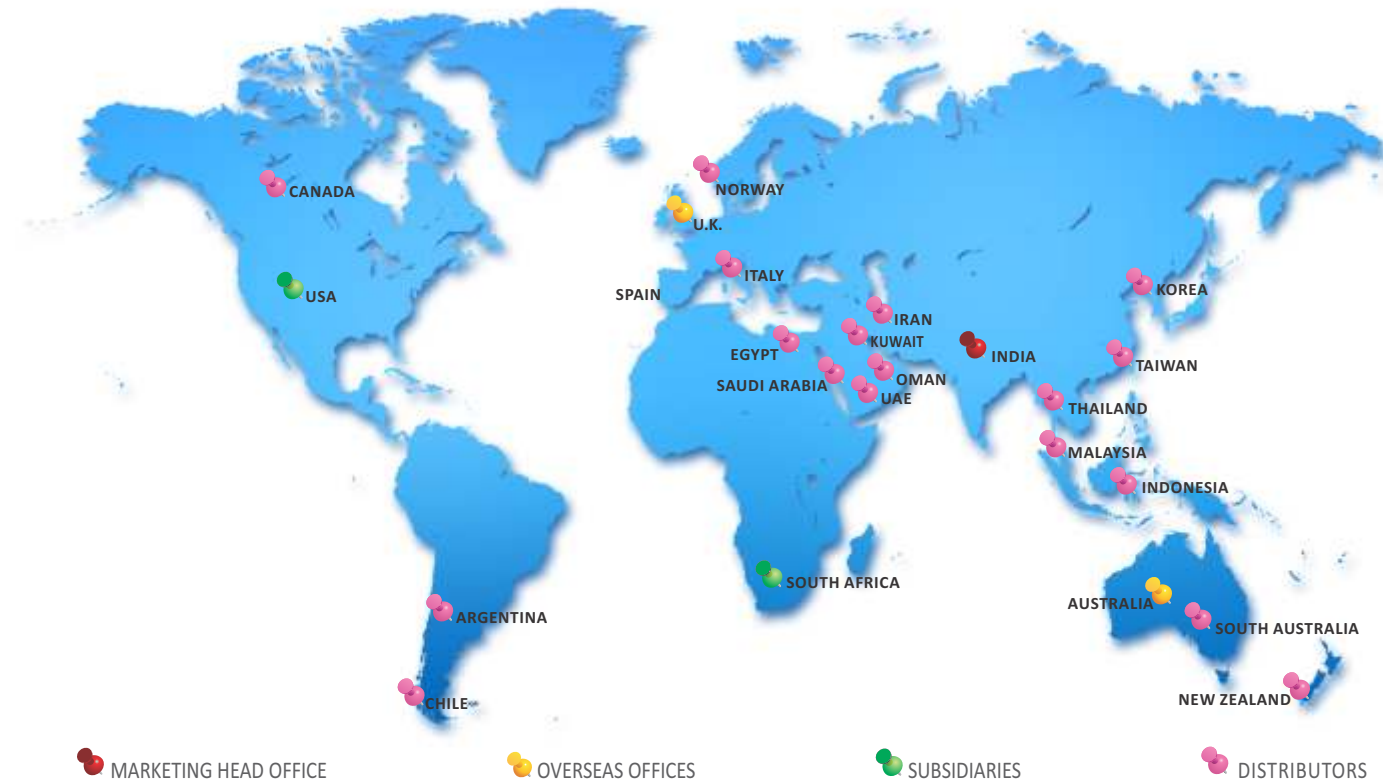 NORWAY
CANADA
U.K.
ITALY
SPAIN
USA
KOREA
IRAN
KUWAIT
EGYPT
INDIA
TAIWAN
SAUDI ARABIA
OMAN
UAE
THAILAND
MALAYSIA
INDONESIA
SOUTH AFRICA
AUSTRALIA
ARGENTINA
SOUTH AUSTRALIA
NEW ZEALAND
CHILE
MARKETING HEAD OFFICE
OVERSEAS OFFICES
SUBSIDIARIES
DISTRIBUTORS